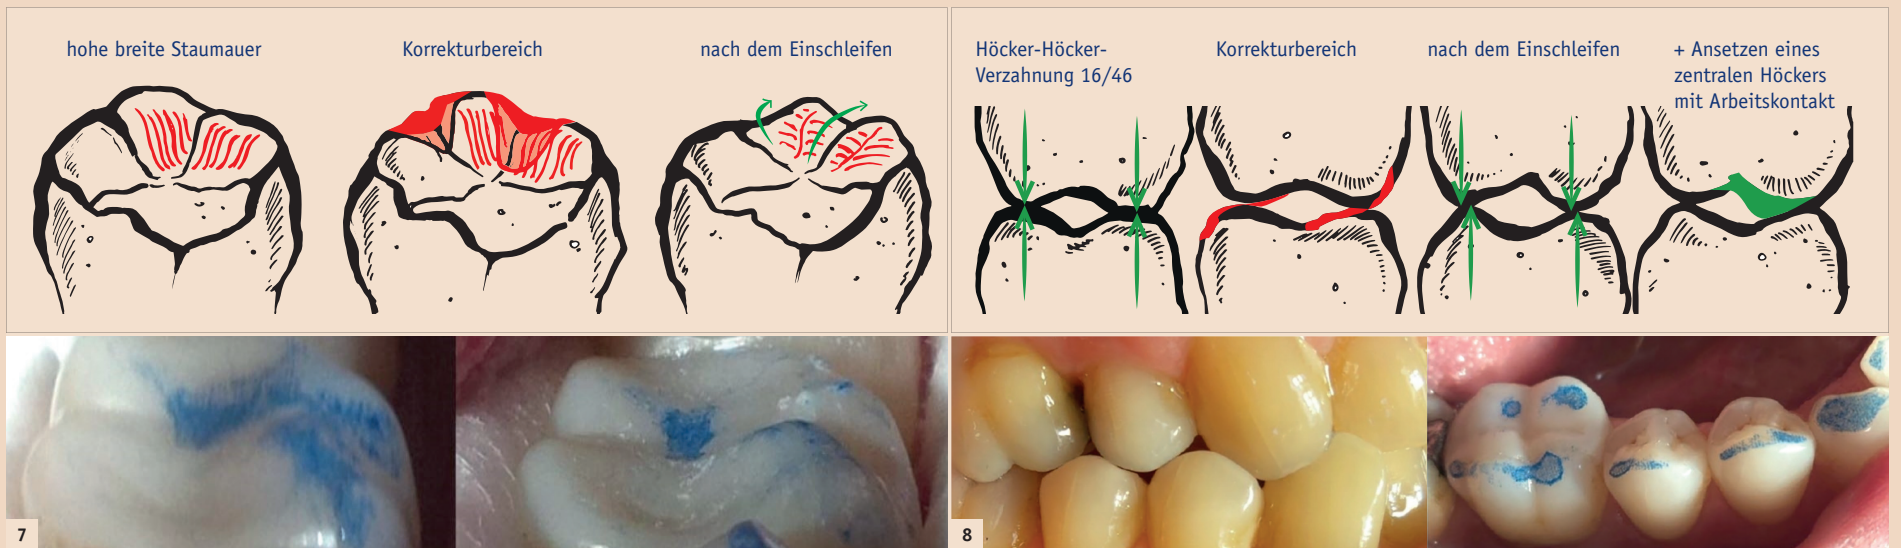 hohe breite Staumauer
Korrekturbereich
nach dem Einschleifen
Höcker-Höcker-
Verzahnung 16/46
Korrekturbereich
nach dem Einschleifen
+ Ansetzen eines
zentralen Höckers
mit Arbeitskontakt
7
8